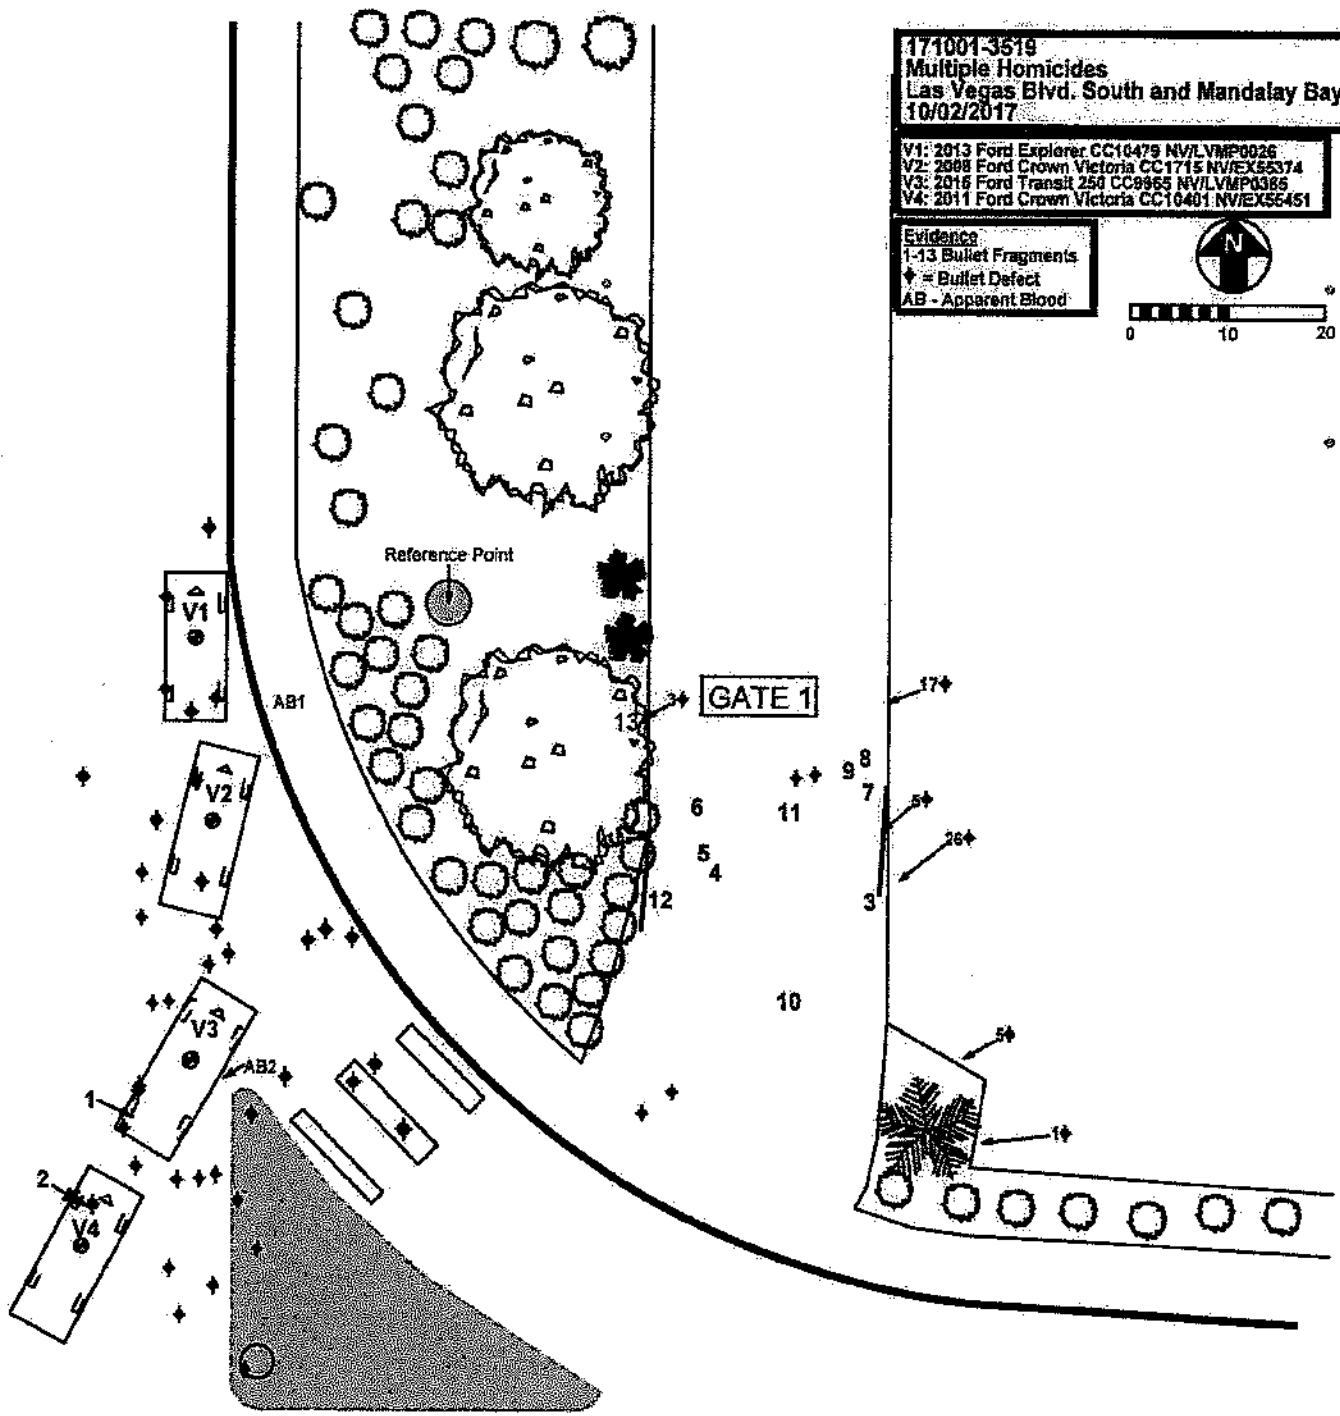 171001-3519
Multiple Homicides
Las Vegas Blvd. South and Mandalay Bay
10/02/2017
V1: 2013 Ford Explorer CC10479 NV/LVMP0026
V2: 2008 Ford Crown Victoria CC1715 NV/EX55374
V3: 2015 Ford Transit 250 CC9965 NV/LVMP0365
V4: 2011 Ford Crown Victoria CC10401 NV/EX55451
Evidence
1-13 Bullet Fragments
= Bullet Defect
AB - Apparent Blood
N
0 10 20
Reference Point
V1
AB1
13
3
GATE 1
17
V2
6
11
9
8
7
5
5
4
26
12
3
10
V3
AB2
1
5
1
2
V4